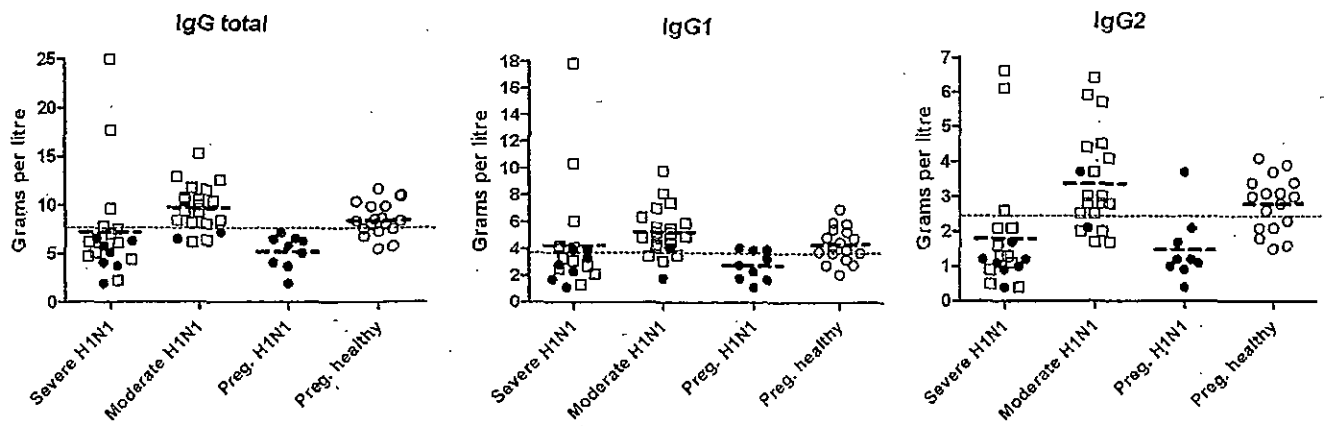 IgG total
Grams per litre
25
20
15
10
5
0
Severe H1N1
Moderate H1N1
Preg. H1N1
Preg. healthy
IgG1
Grams per litre
18
16
14
12
10
8
6
4
2
0
Severe H1N1
Moderate H1N1
Preg. H1N1
Preg. healthy
IgG2
Grams per litre
7
6
5
4
3
2
1
0
Severe H1N1
Moderate H1N1
Preg. H1N1
Preg. healthy